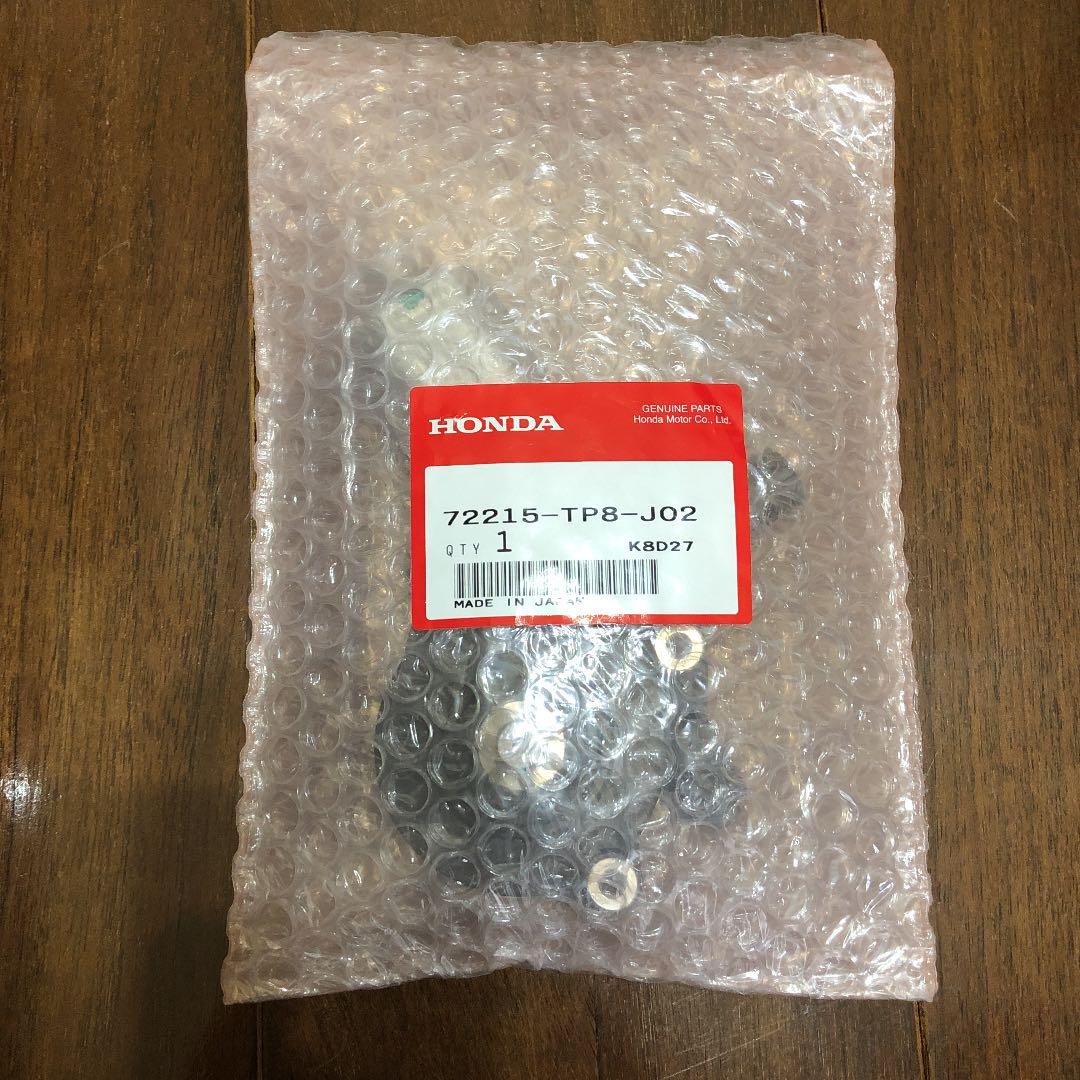 HONDA
GENUINE PARTS
Honda Motor Co., Ltd.
72215-TP8-J02
QTY 1
K8D27
MADE IN JAPAN